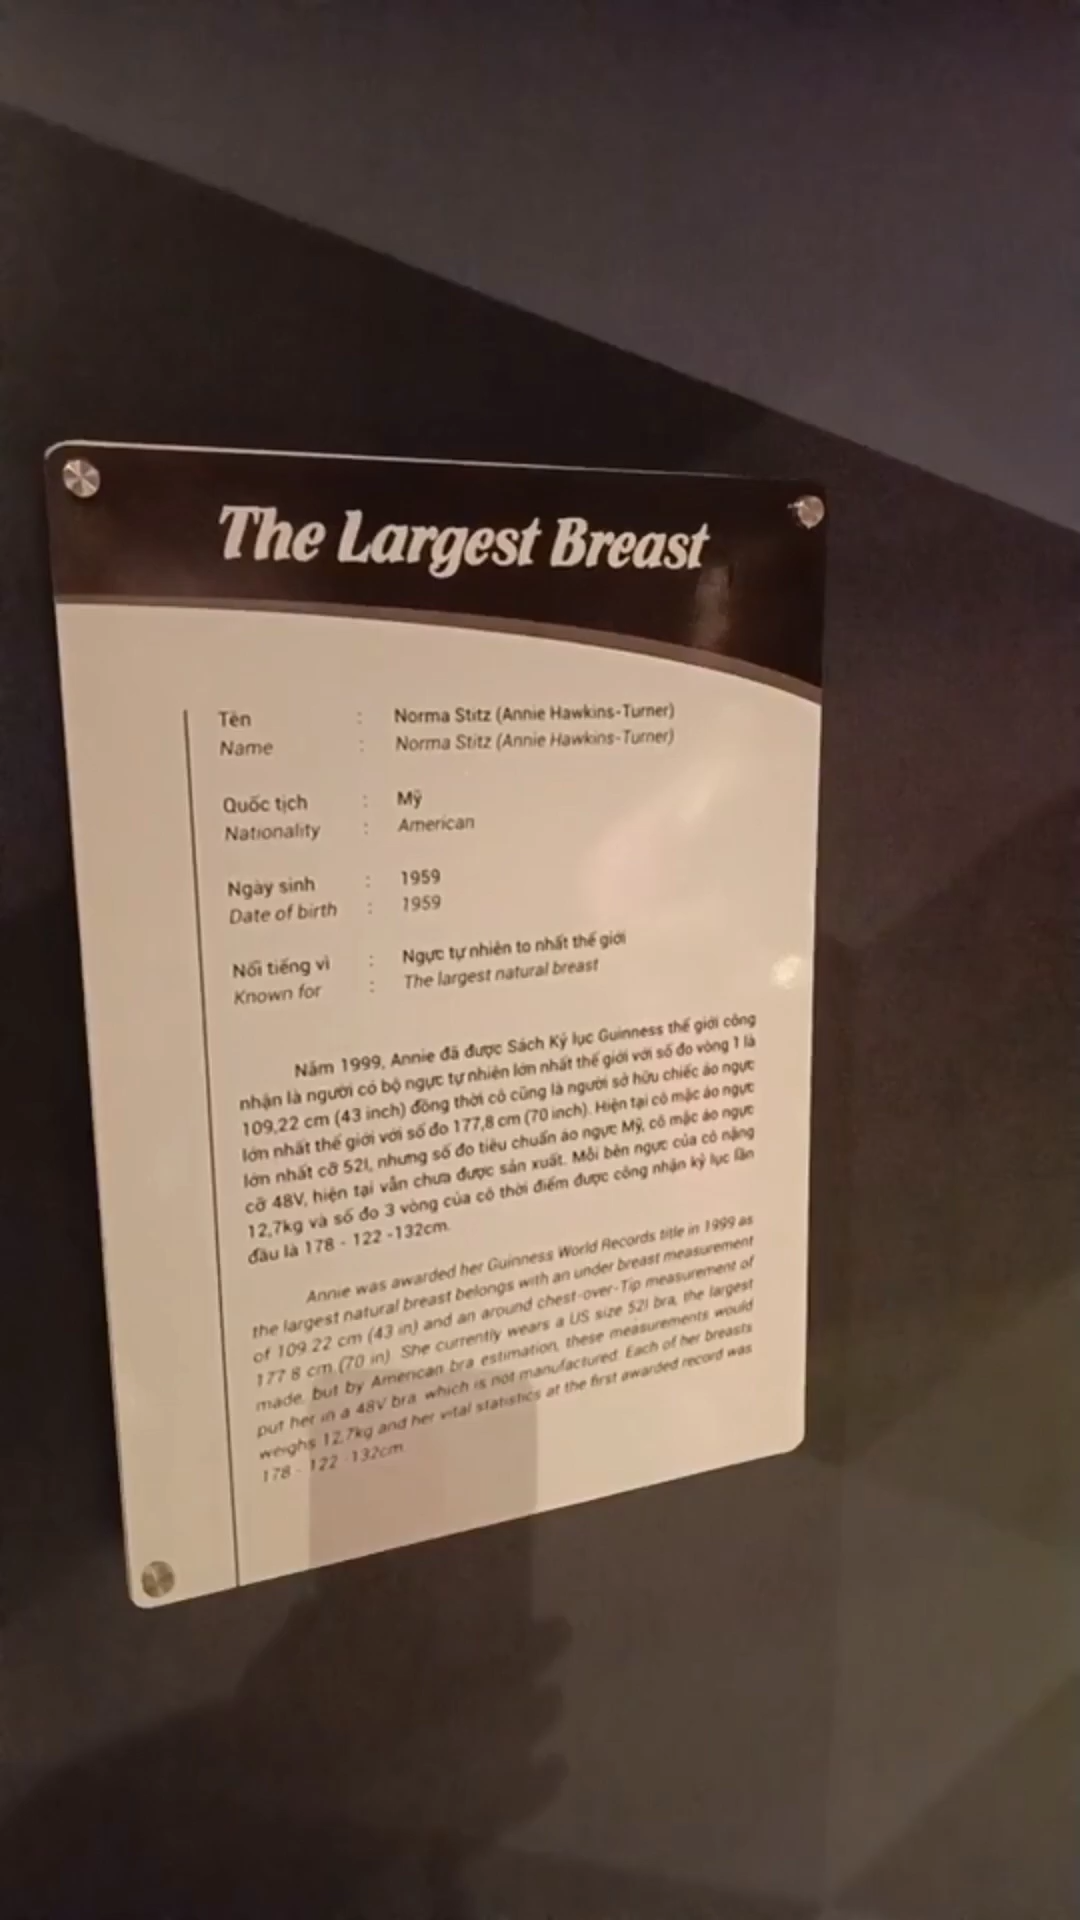 The Largest Breast
Tên : Norma Stitz (Annie Hawkins-Turner)
Name : Norma Stitz (Annie Hawkins-Turner)
Quốc tịch : Mỹ
Nationality : American
Ngày sinh : 1959
Date of birth : 1959
Nổi tiếng vì : Ngực tự nhiên to nhất thế giới
Known for : The largest natural breast
Năm 1999, Annie đã được Sách Kỷ lục Guinness thế giới công
nhận là người có bộ ngực tự nhiên lớn nhất thế giới với số đo vòng 1 là
109,22 cm (43 inch) đồng thời cô cũng là người sở hữu chiếc áo ngực
lớn nhất thế giới với số đo 177,8 cm (70 inch). Hiện tại cô mặc áo ngực
lớn nhất cỡ 52I, nhưng số đo tiêu chuẩn áo ngực Mỹ, cô mặc áo ngực
cỡ 48V, hiện tại vẫn chưa được sản xuất. Mỗi bên ngực của cô nặng
12,7kg và số đo 3 vòng của cô thời điểm được công nhận kỷ lục lần
đầu là 178 - 122 -132cm.
Annie was awarded her Guinness World Records title in 1999 as
the largest natural breast belongs with an under breast measurement
of 109.22 cm (43 in) and an around chest-over-Tip measurement of
177.8 cm (70 in). She currently wears a US size 52I bra, the largest
made, but by American bra estimation, these measurements would
put her in a 48V bra, which is not manufactured. Each of her breasts
weighs 12,7kg and her vital statistics at the first awarded record was
178 - 122 -132cm.